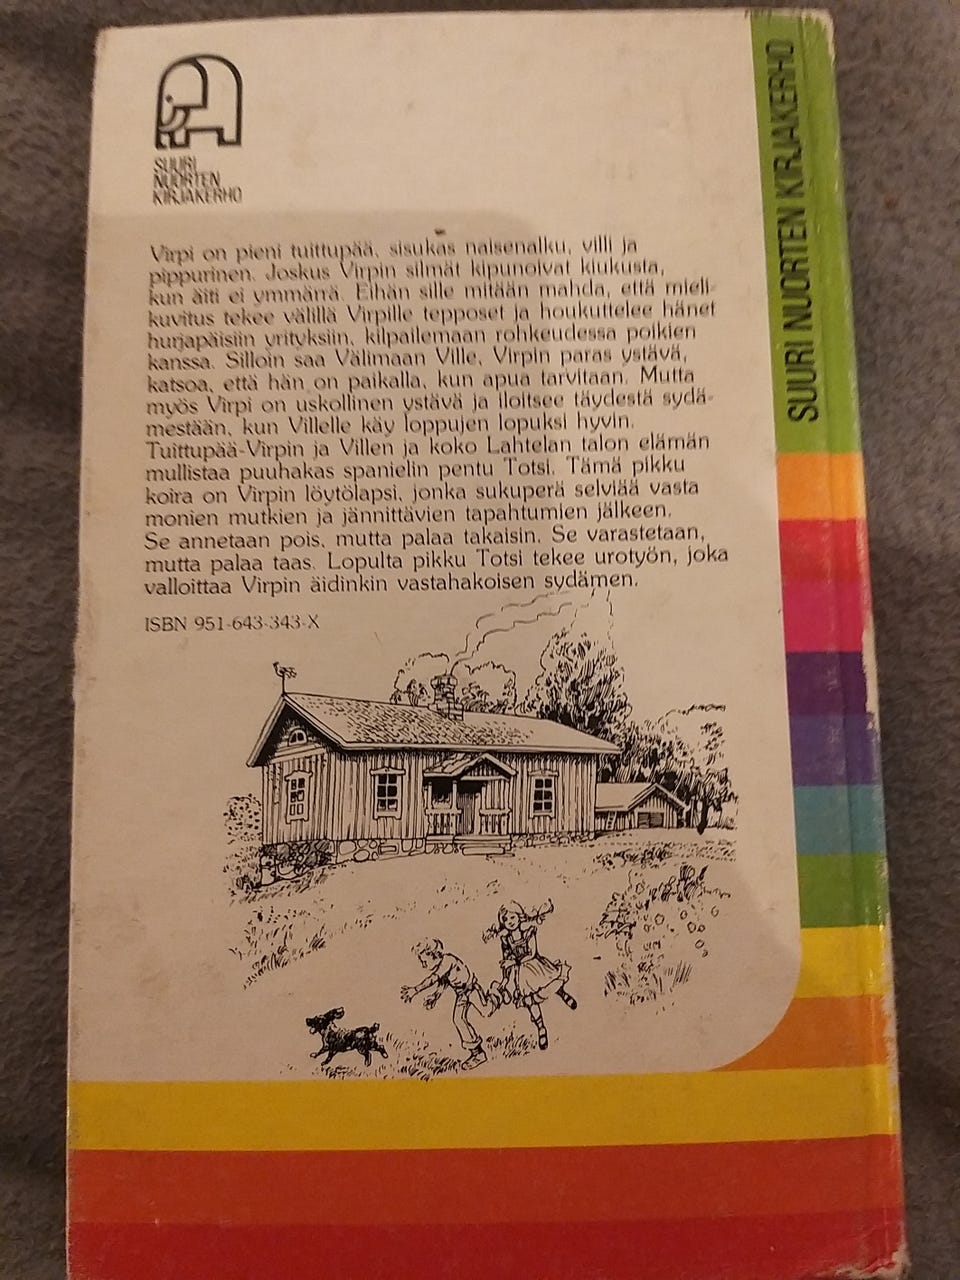 SUURI
NUORTEN
KIRJAKERHO
Virpi on pieni tuittupää, sisukas naisenalku, villi ja
pippurinen. Joskus Virpin silmät kipunoivat kiukusta,
kun äiti ei ymmärrä. Eihän sille mitään mahda, että mieli-
kuvitus tekee välillä Virpille tepposet ja houkuttelee hänet
hurjapäisiin yrityksiin, kilpailemaan rohkeudessa poikien
kanssa. Silloin saa Välimaan Ville, Virpin paras ystävä,
katsoa, että hän on paikalla, kun apua tarvitaan. Mutta
myös Virpi on uskollinen ystävä ja iloitsee täydestä sydä-
mestään, kun Villelle käy loppujen lopuksi hyvin.
Tuittupää-Virpin ja Villen ja koko Lahtelan talon elämän
mullistaa puuhakas spanielin pentu Totsi. Tämä pikku
koira on Virpin löytölapsi, jonka sukuperä selviää vasta
monien mutkien ja jännittävien tapahtumien jälkeen.
Se annetaan pois, mutta palaa takaisin. Se varastetaan,
mutta palaa taas. Lopulta pikku Totsi tekee urotyön, joka
valloittaa Virpin äidinkin vastahakoisen sydämen.
ISBN 951-643-343-X
SUURI NUORTEN KIRJAKERHO